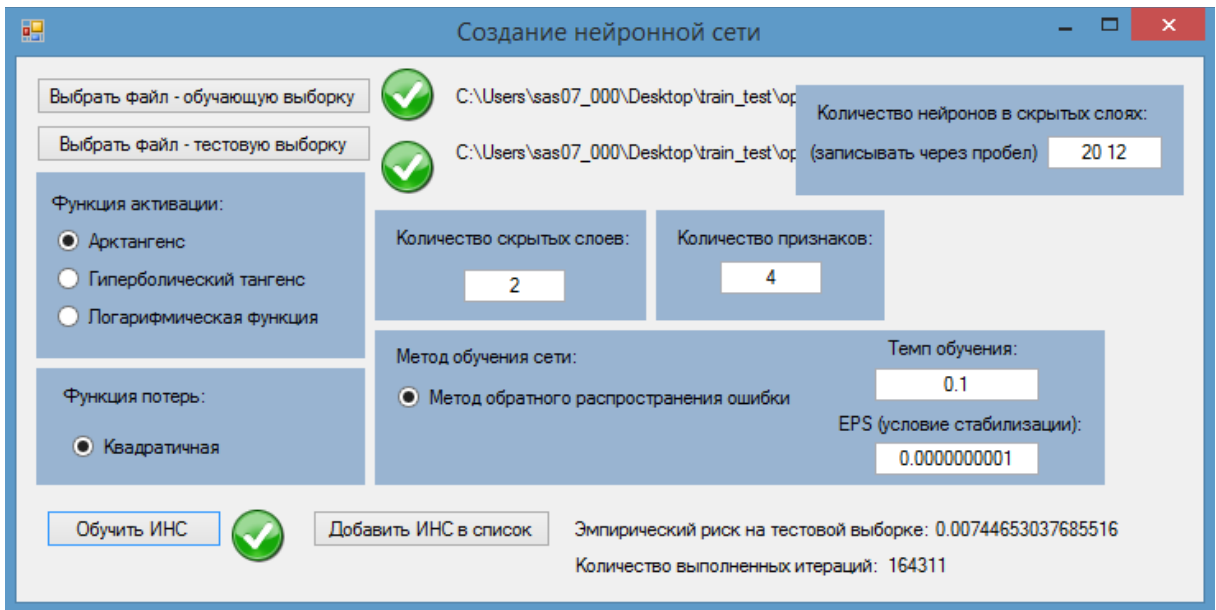 Создание нейронной сети
Выбрать файл - обучающую выборку
C:\Users\sas07_000\Desktop\train_test\op
Выбрать файл - тестовую выборку
C:\Users\sas07_000\Desktop\train_test\op
Количество нейронов в скрытых слоях:
(записывать через пробел) 20 12
Функция активации:
Арктангенс
Гиперболический тангенс
Логарифмическая функция
Количество скрытых слоев:
2
Количество признаков:
4
Функция потерь:
Квадратичная
Метод обучения сети:
Метод обратного распространения ошибки
Темп обучения:
0.1
EPS (условие стабилизации):
0.0000000001
Обучить ИНС
Добавить ИНС в список
Эмпирический риск на тестовой выборке: 0.00744653037685516
Количество выполненных итераций: 164311